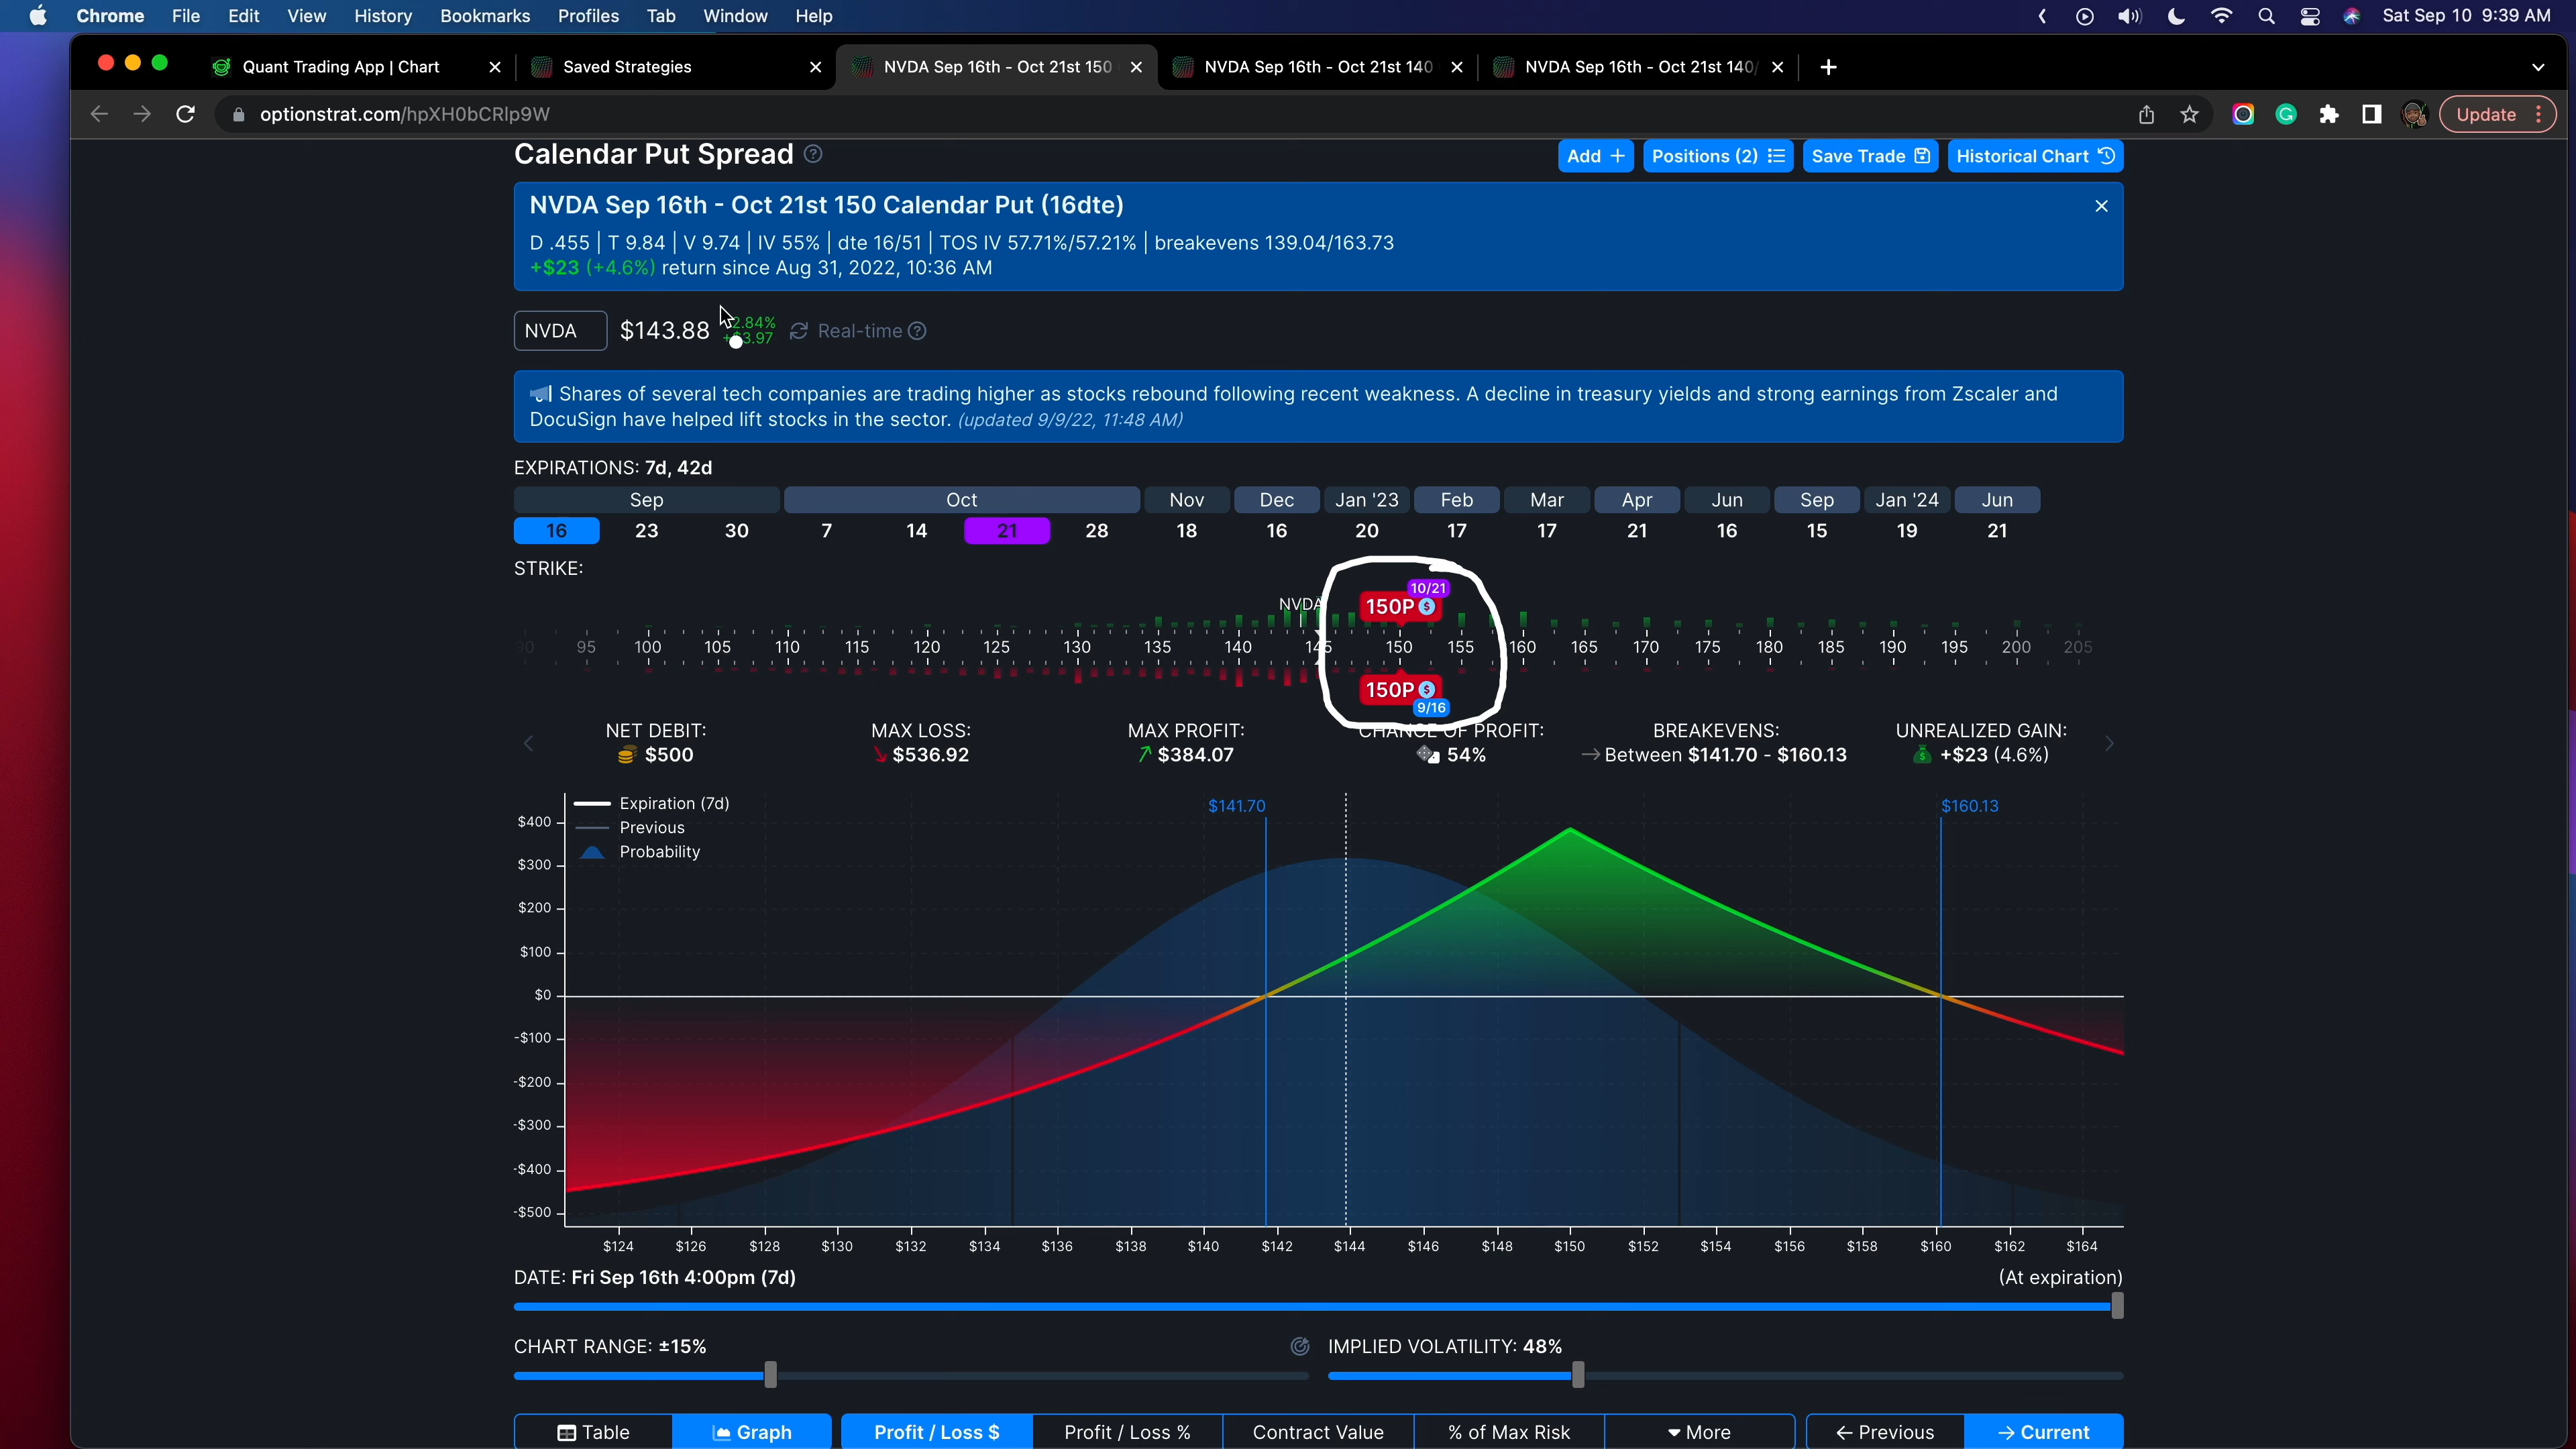 Chrome File Edit View History Bookmarks Profiles Tab Window Help Sat Sep 10 9:39 AM
Quant Trading App | Chart Saved Strategies NVDA Sep 16th - Oct 21st 150 NVDA Sep 16th - Oct 21st 140 NVDA Sep 16th - Oct 21st 140/
optionstrat.com/hpXH0bCRIp9W Update
Calendar Put Spread ? Add + Positions (2) Save Trade Historical Chart
NVDA Sep 16th - Oct 21st 150 Calendar Put (16dte)
D .455 | T 9.84 | V 9.74 | IV 55% | dte 16/51 | TOS IV 57.71%/57.21% | breakevens 139.04/163.73
+$23 (+4.6%) return since Aug 31, 2022, 10:36 AM
NVDA $143.88 2.84% Real-time ?
3.97
Shares of several tech companies are trading higher as stocks rebound following recent weakness. A decline in treasury yields and strong earnings from Zscaler and
DocuSign have helped lift stocks in the sector. (updated 9/9/22, 11:48 AM)
EXPIRATIONS: 7d, 42d
Sep Oct Nov Dec Jan '23 Feb Mar Apr Jun Sep Jan '24 Jun
16 23 30 7 14 21 28 18 16 20 17 17 21 16 15 19 21
STRIKE:
10/21
NVDA 150P $
90 95 100 105 110 115 120 125 130 135 140 145 150 155 160 165 170 175 180 185 190 195 200 205
150P $
9/16
NET DEBIT: MAX LOSS: MAX PROFIT: CHANCE OF PROFIT: BREAKEVENS: UNREALIZED GAIN:
$500 $536.92 $384.07 54% Between $141.70 - $160.13 +$23 (4.6%)
Expiration (7d) $141.70 $160.13
Previous
Probability
$400
$300
$200
$100
$0
-$100
-$200
-$300
-$400
-$500
$124 $126 $128 $130 $132 $134 $136 $138 $140 $142 $144 $146 $148 $150 $152 $154 $156 $158 $160 $162 $164
DATE: Fri Sep 16th 4:00pm (7d) (At expiration)
CHART RANGE: ±15% IMPLIED VOLATILITY: 48%
Table Graph Profit / Loss $ Profit / Loss % Contract Value % of Max Risk More Previous Current